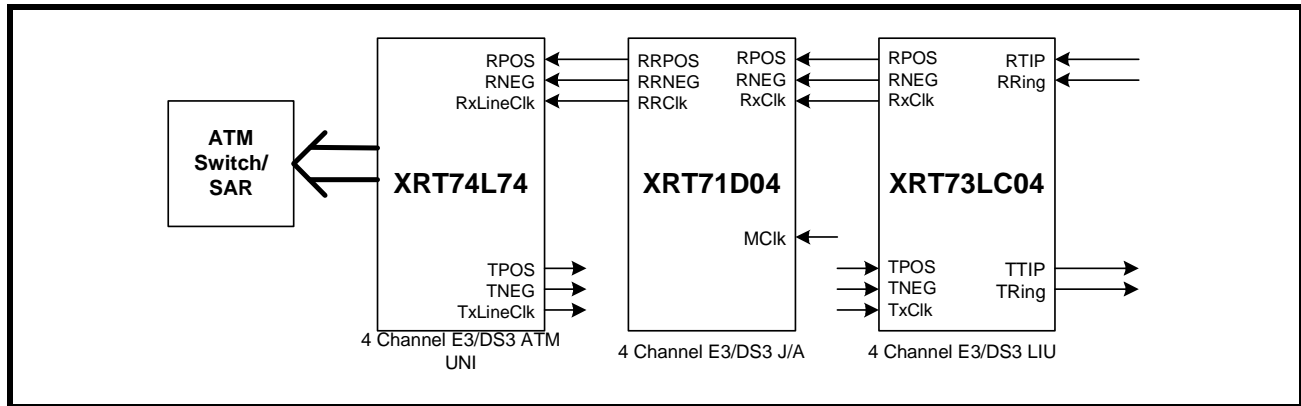 ATM
Switch/
SAR
RPOS
RNEG
RxLineClk
XRT74L74
TPOS
TNEG
TxLineClk
4 Channel E3/DS3 ATM
UNI
RRPOS
RRNEG
RRClk
RPOS
RNEG
RxClk
XRT71D04
MClk
4 Channel E3/DS3 J/A
RPOS
RNEG
RxClk
RTIP
RRing
XRT73LC04
TPOS
TNEG
TxClk
TTIP
TRing
4 Channel E3/DS3 LIU